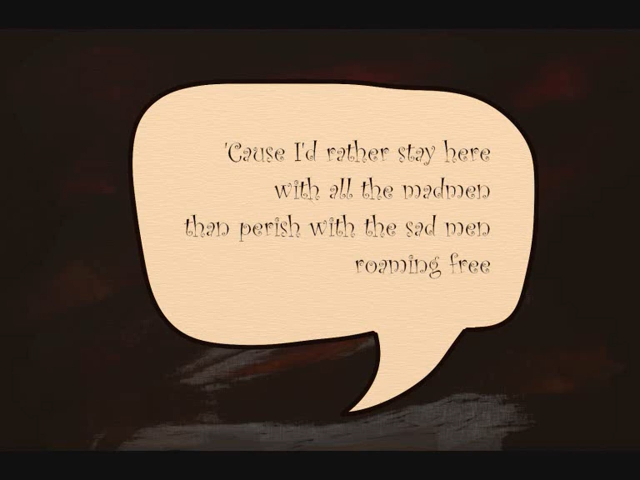 'Cause I'd rather stay here
with all the madmen
than perish with the sad men
roaming free